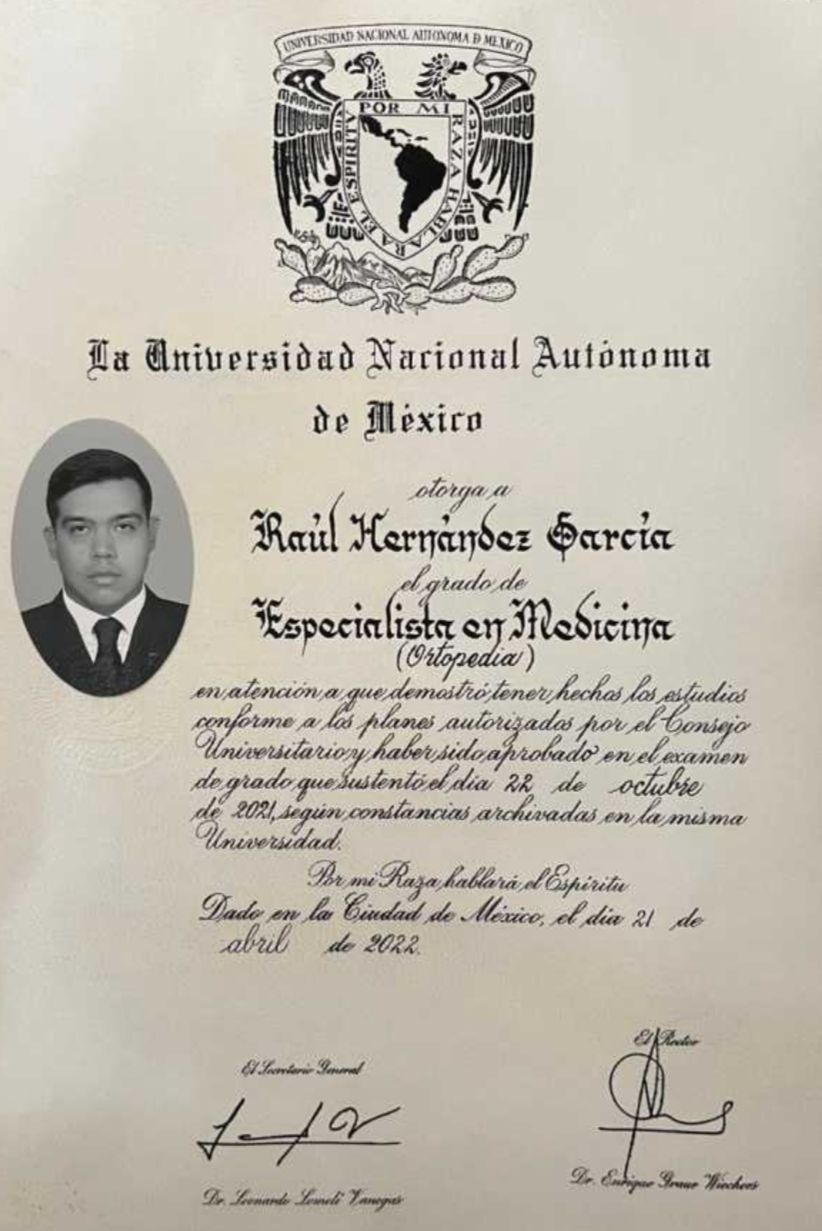 UNIVERSIDAD NACIONAL AUTONOMA D MEXICO
POR MI RAZA HABLARA EL ESPIRITU
La Universidad Nacional Autónoma
de México
otorga a
Raúl Hernández García
el grado de
Especialista en Medicina
(Ortopedia)
en atención a que demostró tener hechos los estudios
conforme a los planes autorizados por el Consejo
Universitario y haber sido aprobado en el examen
de grado que sustentó el día 22 de octubre
de 2021, según constancias archivadas en la misma
Universidad.
Por mi Raza hablará el Espíritu
Dado en la Ciudad de México, el día 21 de
abril de 2022.
El Secretario General
El Rector
Dr. Leonardo Lomelí Vanegas
Dr. Enrique Graue Wiechers